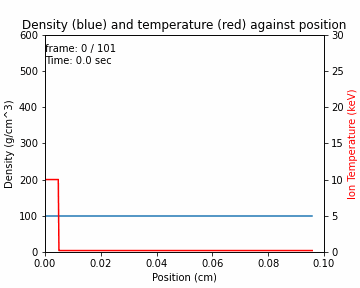 Density (blue) and temperature (red) against position
frame: 0 / 101
Time: 0.0 sec
600
500
400
300
200
100
0
Density (g/cm^3)
30
25
20
15
10
5
0
Ion Temperature (keV)
0.00 0.02 0.04 0.06 0.08 0.10
Position (cm)